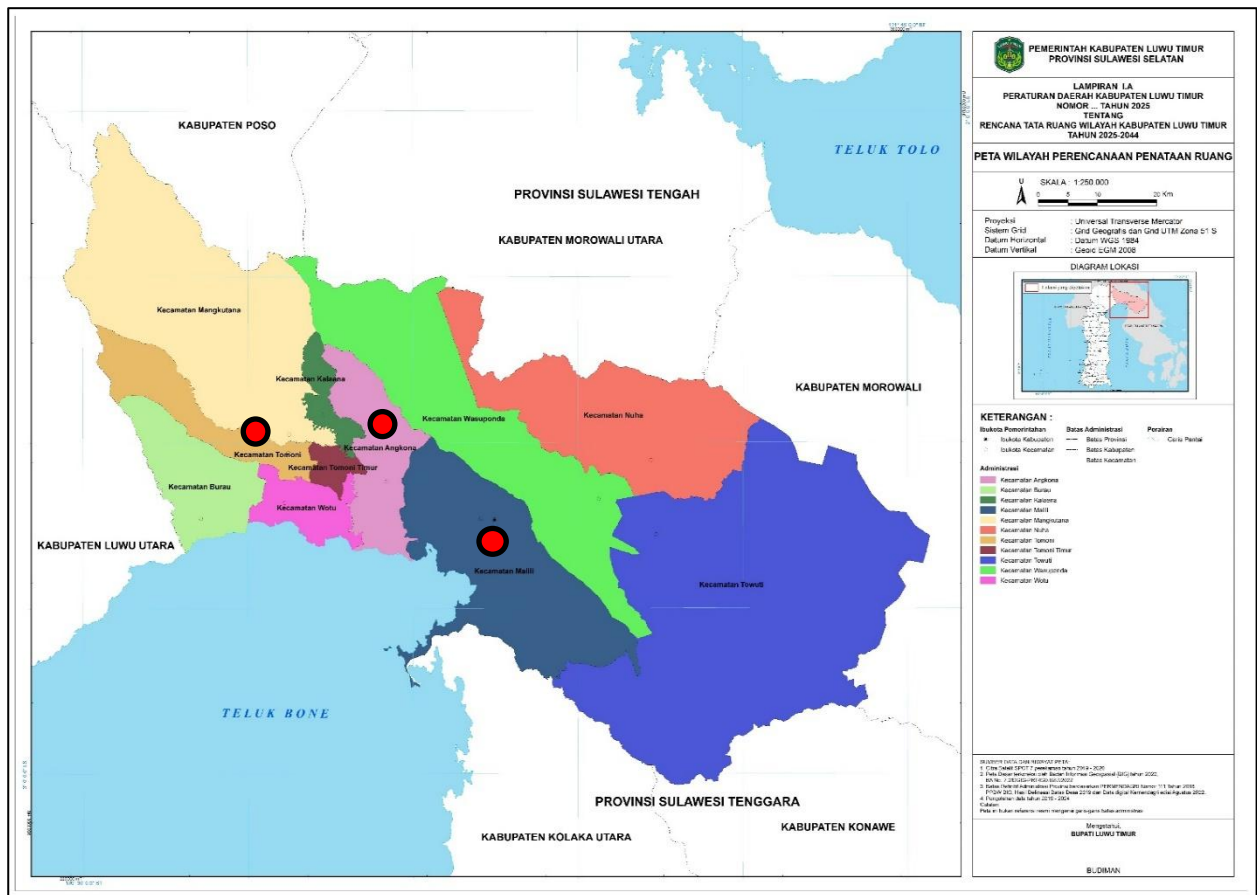 KABUPATEN POSO
TELUK TOLO
PROVINSI SULAWESI TENGAH
KABUPATEN MOROWALI UTARA
Kecamatan Mangkutana
Kecamatan Kalaena
KABUPATEN MOROWALI
Kecamatan Wasuponda
Kecamatan Nuha
Kecamatan Angkona
Kecamatan Tomoni
Kecamatan Tomoni Timur
Kecamatan Burau
Kecamatan Wotu
KABUPATEN LUWU UTARA
Kecamatan Malili
Kecamatan Towuti
TELUK BONE
PROVINSI SULAWESI TENGGARA
KABUPATEN KOLAKA UTARA
KABUPATEN KONAWE
PEMERINTAH KABUPATEN LUWU TIMUR
PROVINSI SULAWESI SELATAN
LAMPIRAN I.A
PERATURAN DAERAH KABUPATEN LUWU TIMUR
NOMOR ... TAHUN 2025
TENTANG
RENCANA TATA RUANG WILAYAH KABUPATEN LUWU TIMUR
TAHUN 2025-2044
PETA WILAYAH PERENCANAAN PENATAAN RUANG
U
SKALA : 1:250.000
0 5 10 20 Km
Proyeksi : Universal Transverse Mercator
Sistem Grid : Grid Geografis dan Grid UTM Zona 51 S
Datum Horizontal : Datum WGS 1984
Datum Vertikal : Geoid EGM 2008
DIAGRAM LOKASI
KETERANGAN :
Ibukota Pemerintahan
Ibukota Kabupaten
Ibukota Kecamatan
Batas Administrasi
Batas Provinsi
Batas Kabupaten
Batas Kecamatan
Perairan
Garis Pantai
Administrasi
Kecamatan Angkona
Kecamatan Burau
Kecamatan Kalaena
Kecamatan Malili
Kecamatan Mangkutana
Kecamatan Nuha
Kecamatan Tomoni
Kecamatan Tomoni Timur
Kecamatan Towuti
Kecamatan Wasuponda
Kecamatan Wotu
SUMBER DATA DAN RIWAYAT PETA:
Mengetahui,
BUPATI LUWU TIMUR
BUDIMAN